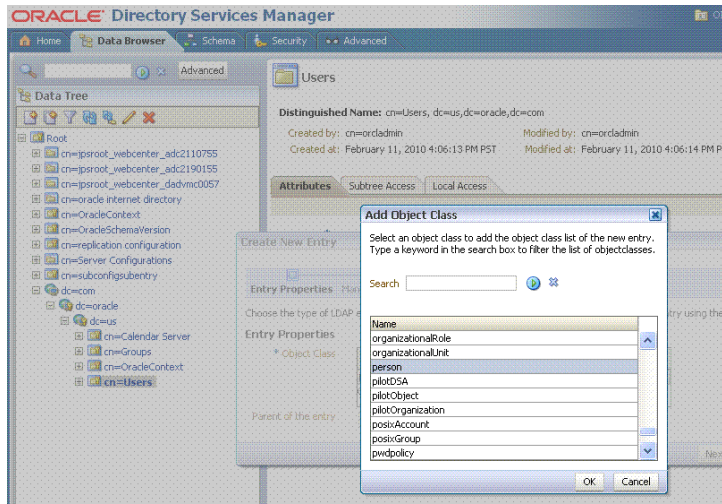 ORACLE Directory Services Manager
Home Data Browser Schema Security Advanced
Advanced
Data Tree
Root
cn=jpsroot_webcenter_adc2110755
cn=jpsroot_webcenter_adc2190155
cn=jpsroot_webcenter_dadvmc0057
cn=oracle internet directory
cn=OracleContext
cn=OracleSchemaVersion
cn=replication configuration
cn=Server Configurations
cn=subconfigsubentry
dc=com
dc=oracle
dc=us
cn=Calendar Server
cn=Groups
cn=OracleContext
cn=Users
Users
Distinguished Name: cn=Users, dc=us,dc=oracle,dc=com
Created by: cn=orcladmin Modified by: cn=orcladmin
Created at: February 11, 2010 4:06:13 PM PST Modified at: February 11, 2010 4:06:14 PM P
Attributes Subtree Access Local Access
Create New Entry
Entry Properties
Choose the type of LDAP
try using the
Entry Properties
* Object Class
Parent of the entry
Add Object Class
Select an object class to add the object class list of the new entry.
Type a keyword in the search box to filter the list of objectclasses.
Search
Name
organizationalRole
organizationalUnit
person
pilotDSA
pilotObject
pilotOrganization
posixAccount
posixGroup
pwdpolicy
OK Cancel